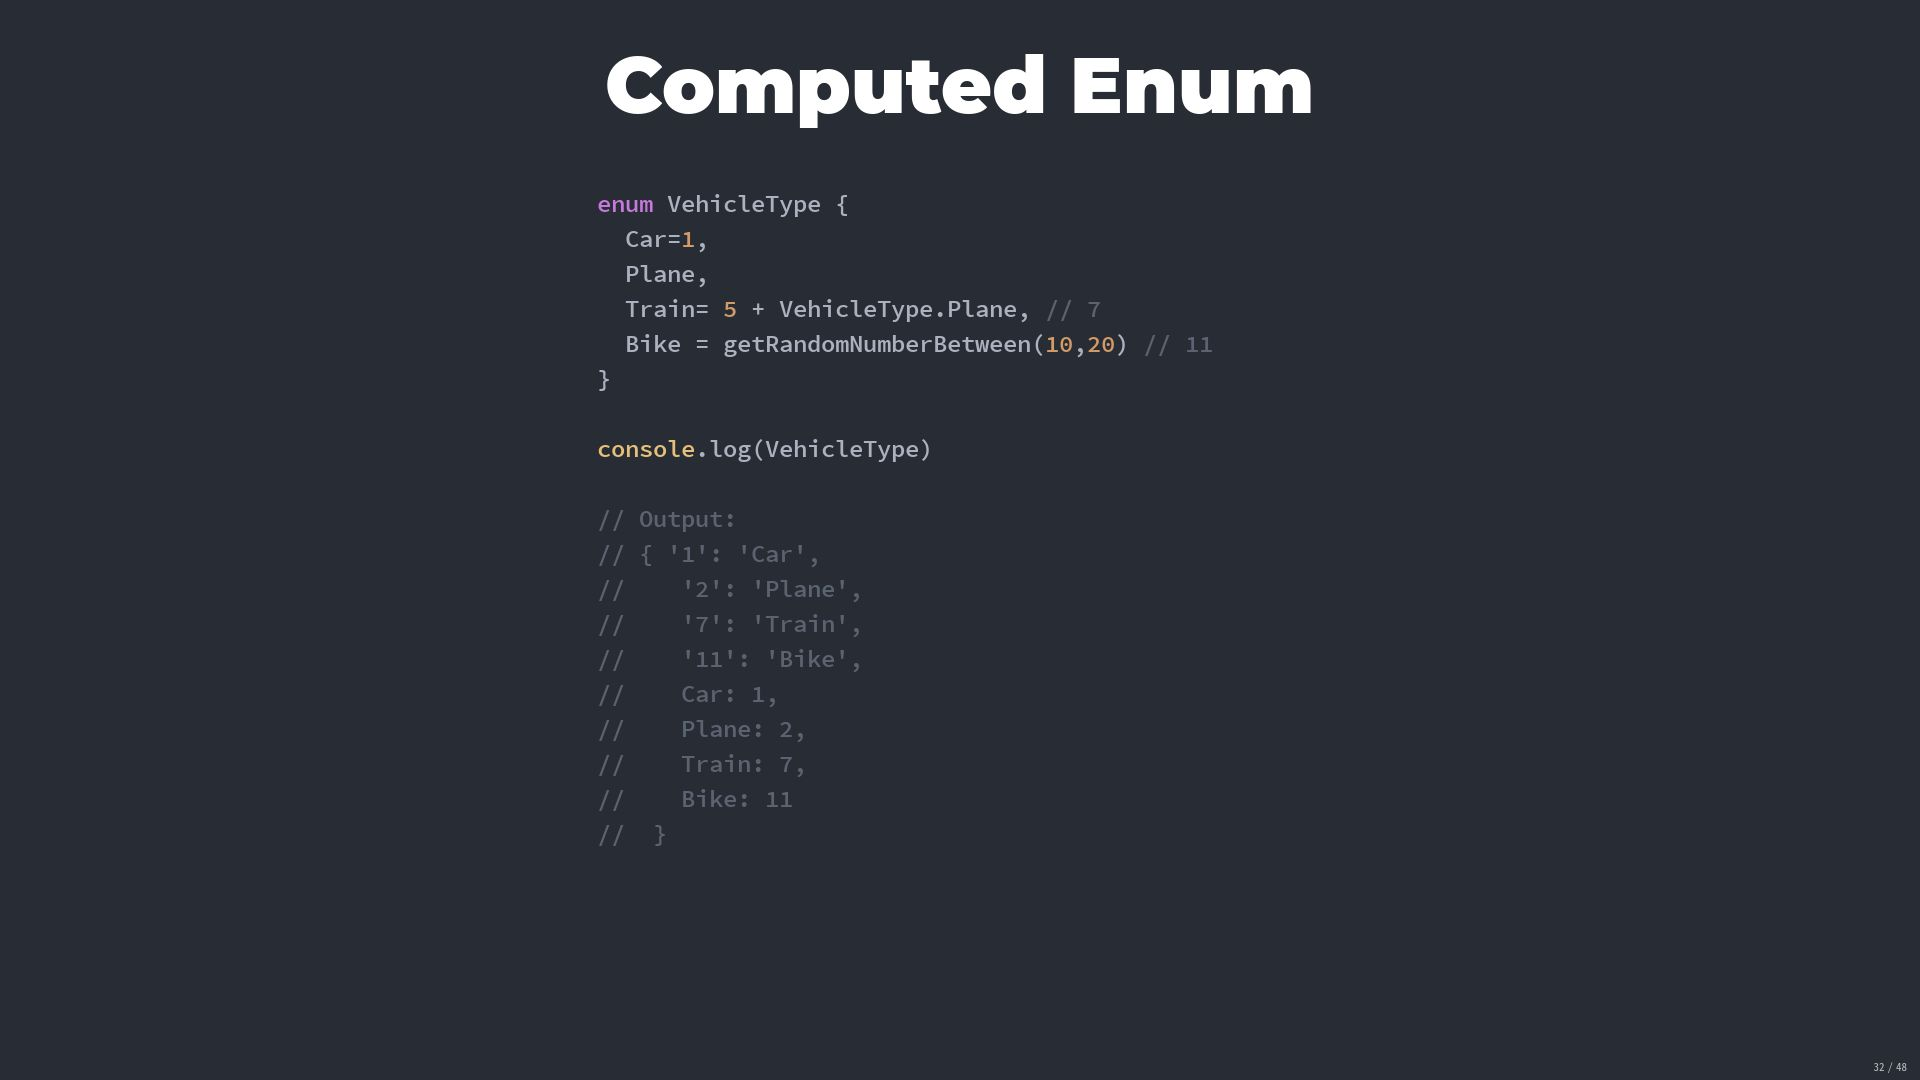 Computed Enum
enum VehicleType {
  Car=1,
  Plane,
  Train= 5 + VehicleType.Plane, // 7
  Bike = getRandomNumberBetween(10,20) // 11
}
console.log(VehicleType)
// Output:
// { '1': 'Car',
//    '2': 'Plane',
//    '7': 'Train',
//    '11': 'Bike',
//    Car: 1,
//    Plane: 2,
//    Train: 7,
//    Bike: 11
//  }
32 / 48